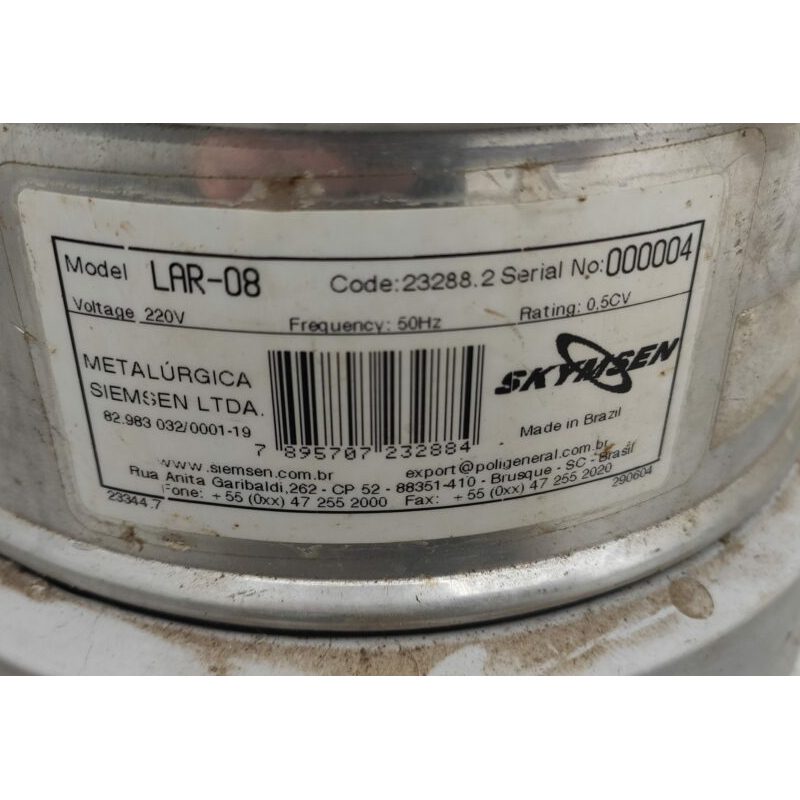 Model LAR-08 Code:23288.2 Serial No:000004
Voltage 220V Frequency: 50Hz Rating: 0,5CV
METALÚRGICA
SIEMSEN LTDA.
82.983 032/0001-19
7 895707 232884
SKYMSEN
Made in Brazil
www.siemsen.com.br export@poligeneral.com.br
Rua Anita Garibaldi,262 - CP 52 - 88351-410 - Brusque - SC - Brasil
23344.7 Fone: + 55 (0xx) 47 255 2000 Fax: + 55 (0xx) 47 255 2020 290604